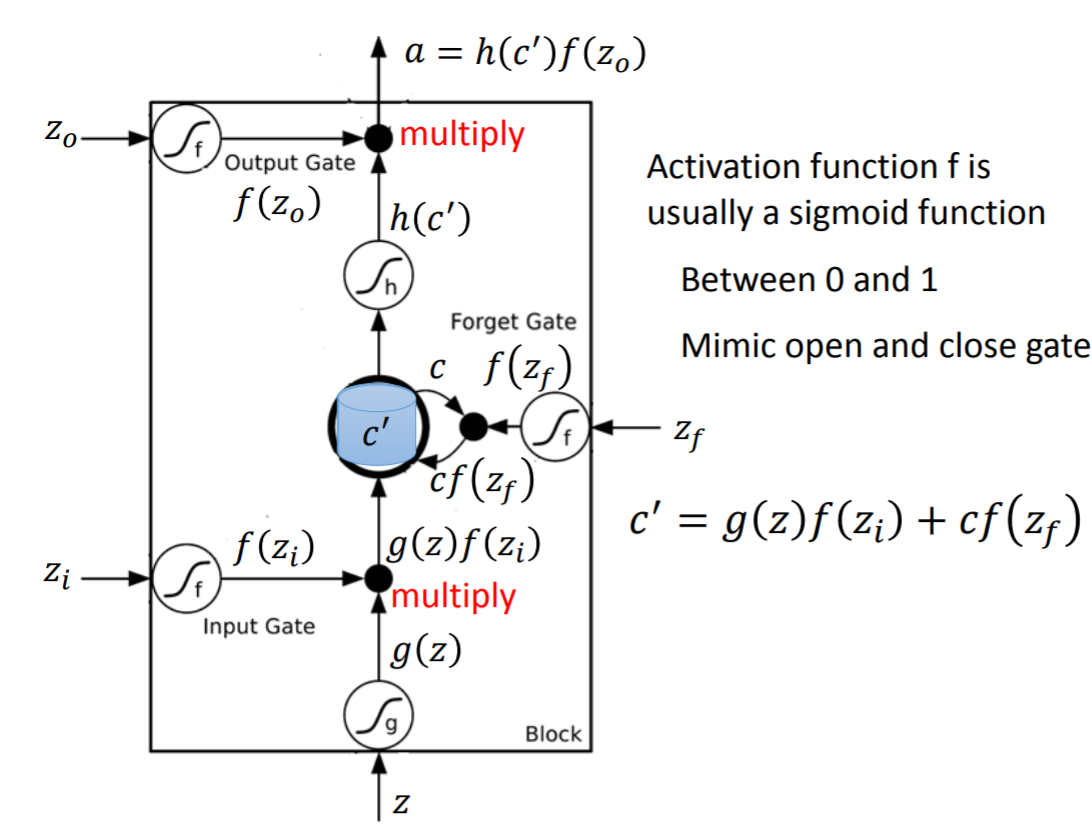 a = h(c′)f(z_o)
z_o
f
multiply
Output Gate
f(z_o)
h(c′)
h
Activation function f is
usually a sigmoid function
Between 0 and 1
Mimic open and close gate
Forget Gate
c
f(z_f)
c′
f
z_f
cf(z_f)
c′ = g(z)f(z_i) + cf(z_f)
f(z_i)
g(z)f(z_i)
z_i
f
multiply
Input Gate
g(z)
g
Block
z